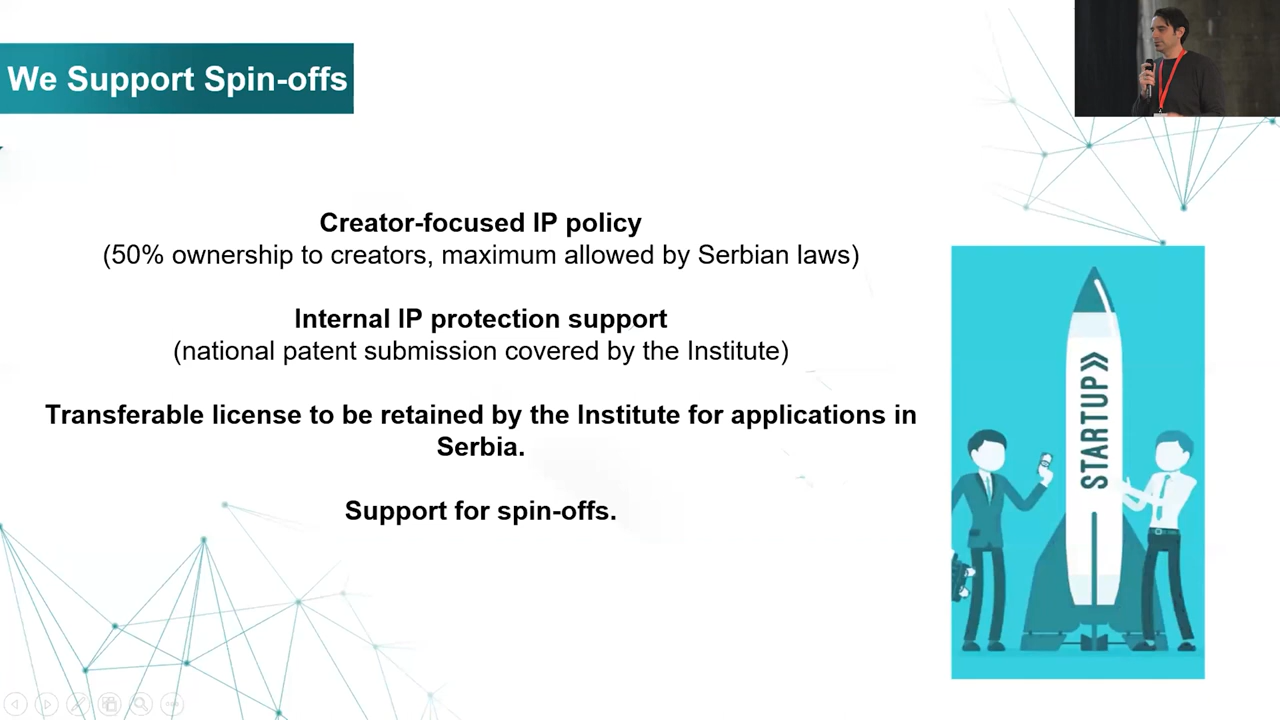 We Support Spin-offs
Creator-focused IP policy
(50% ownership to creators, maximum allowed by Serbian laws)
Internal IP protection support
(national patent submission covered by the Institute)
Transferable license to be retained by the Institute for applications in
Serbia.
Support for spin-offs.
STARTUP